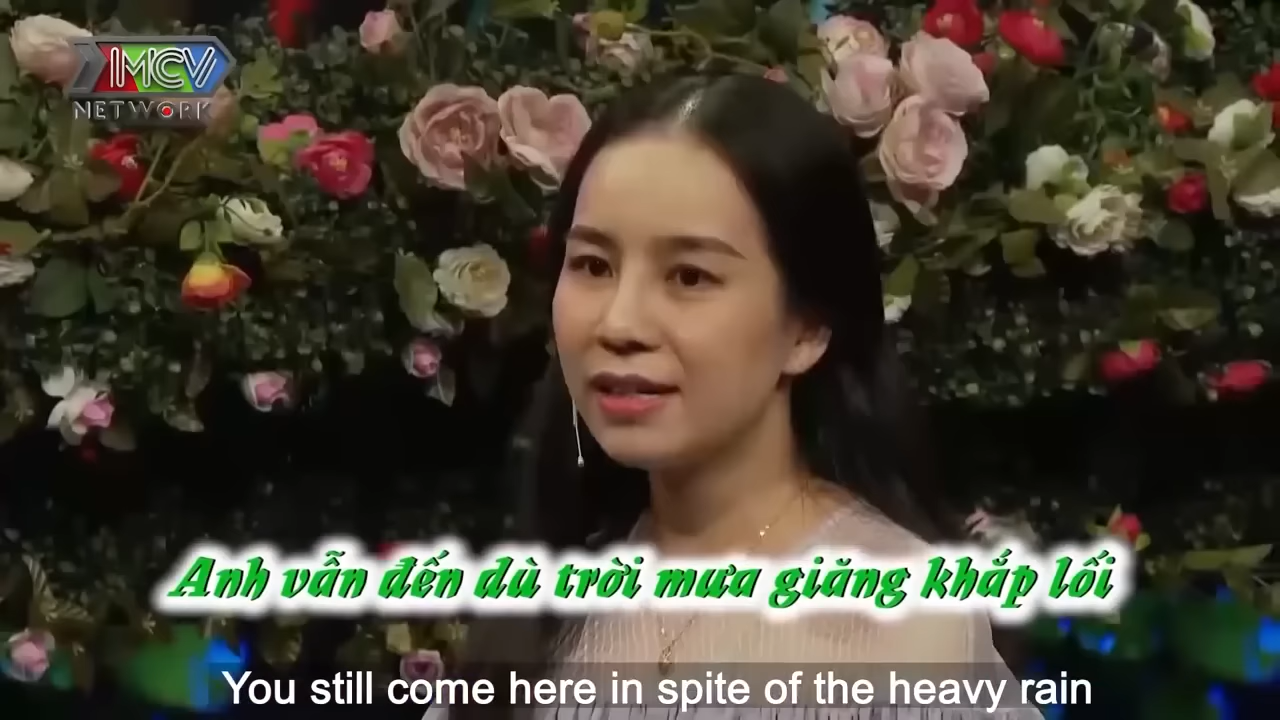 MCV
NETWORK
Anh vẫn đến dù trời mưa giăng khắp lối
You still come here in spite of the heavy rain